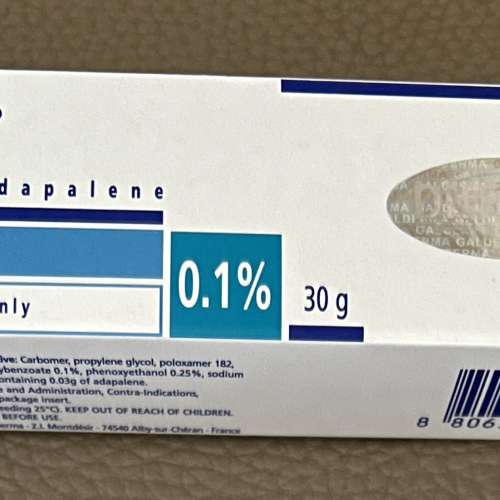 dapalene
0.1%
30 g
nly
ive: Carbomer, propylene glycol, poloxamer 182,
ybenzoate 0.1%, phenoxyethanol 0.25%, sodium
ontaining 0.03g of adapalene.
e and Administration, Contra-Indications,
package insert.
eeding 25°C). KEEP OUT OF REACH OF CHILDREN.
BEFORE USE.
erma - Z.I. Montdésir - 74540 Alby-sur-Chéran - France
8 806